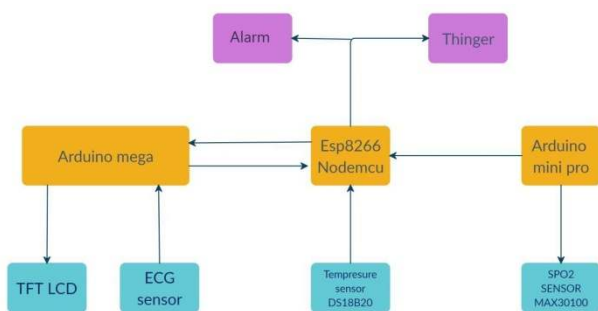 Alarm
Thinger
Arduino mega
Esp8266
Nodemcu
Arduino
mini pro
TFT LCD
ECG
sensor
Tempresure
sensor
DS18B20
SPO2
SENSOR
MAX30100